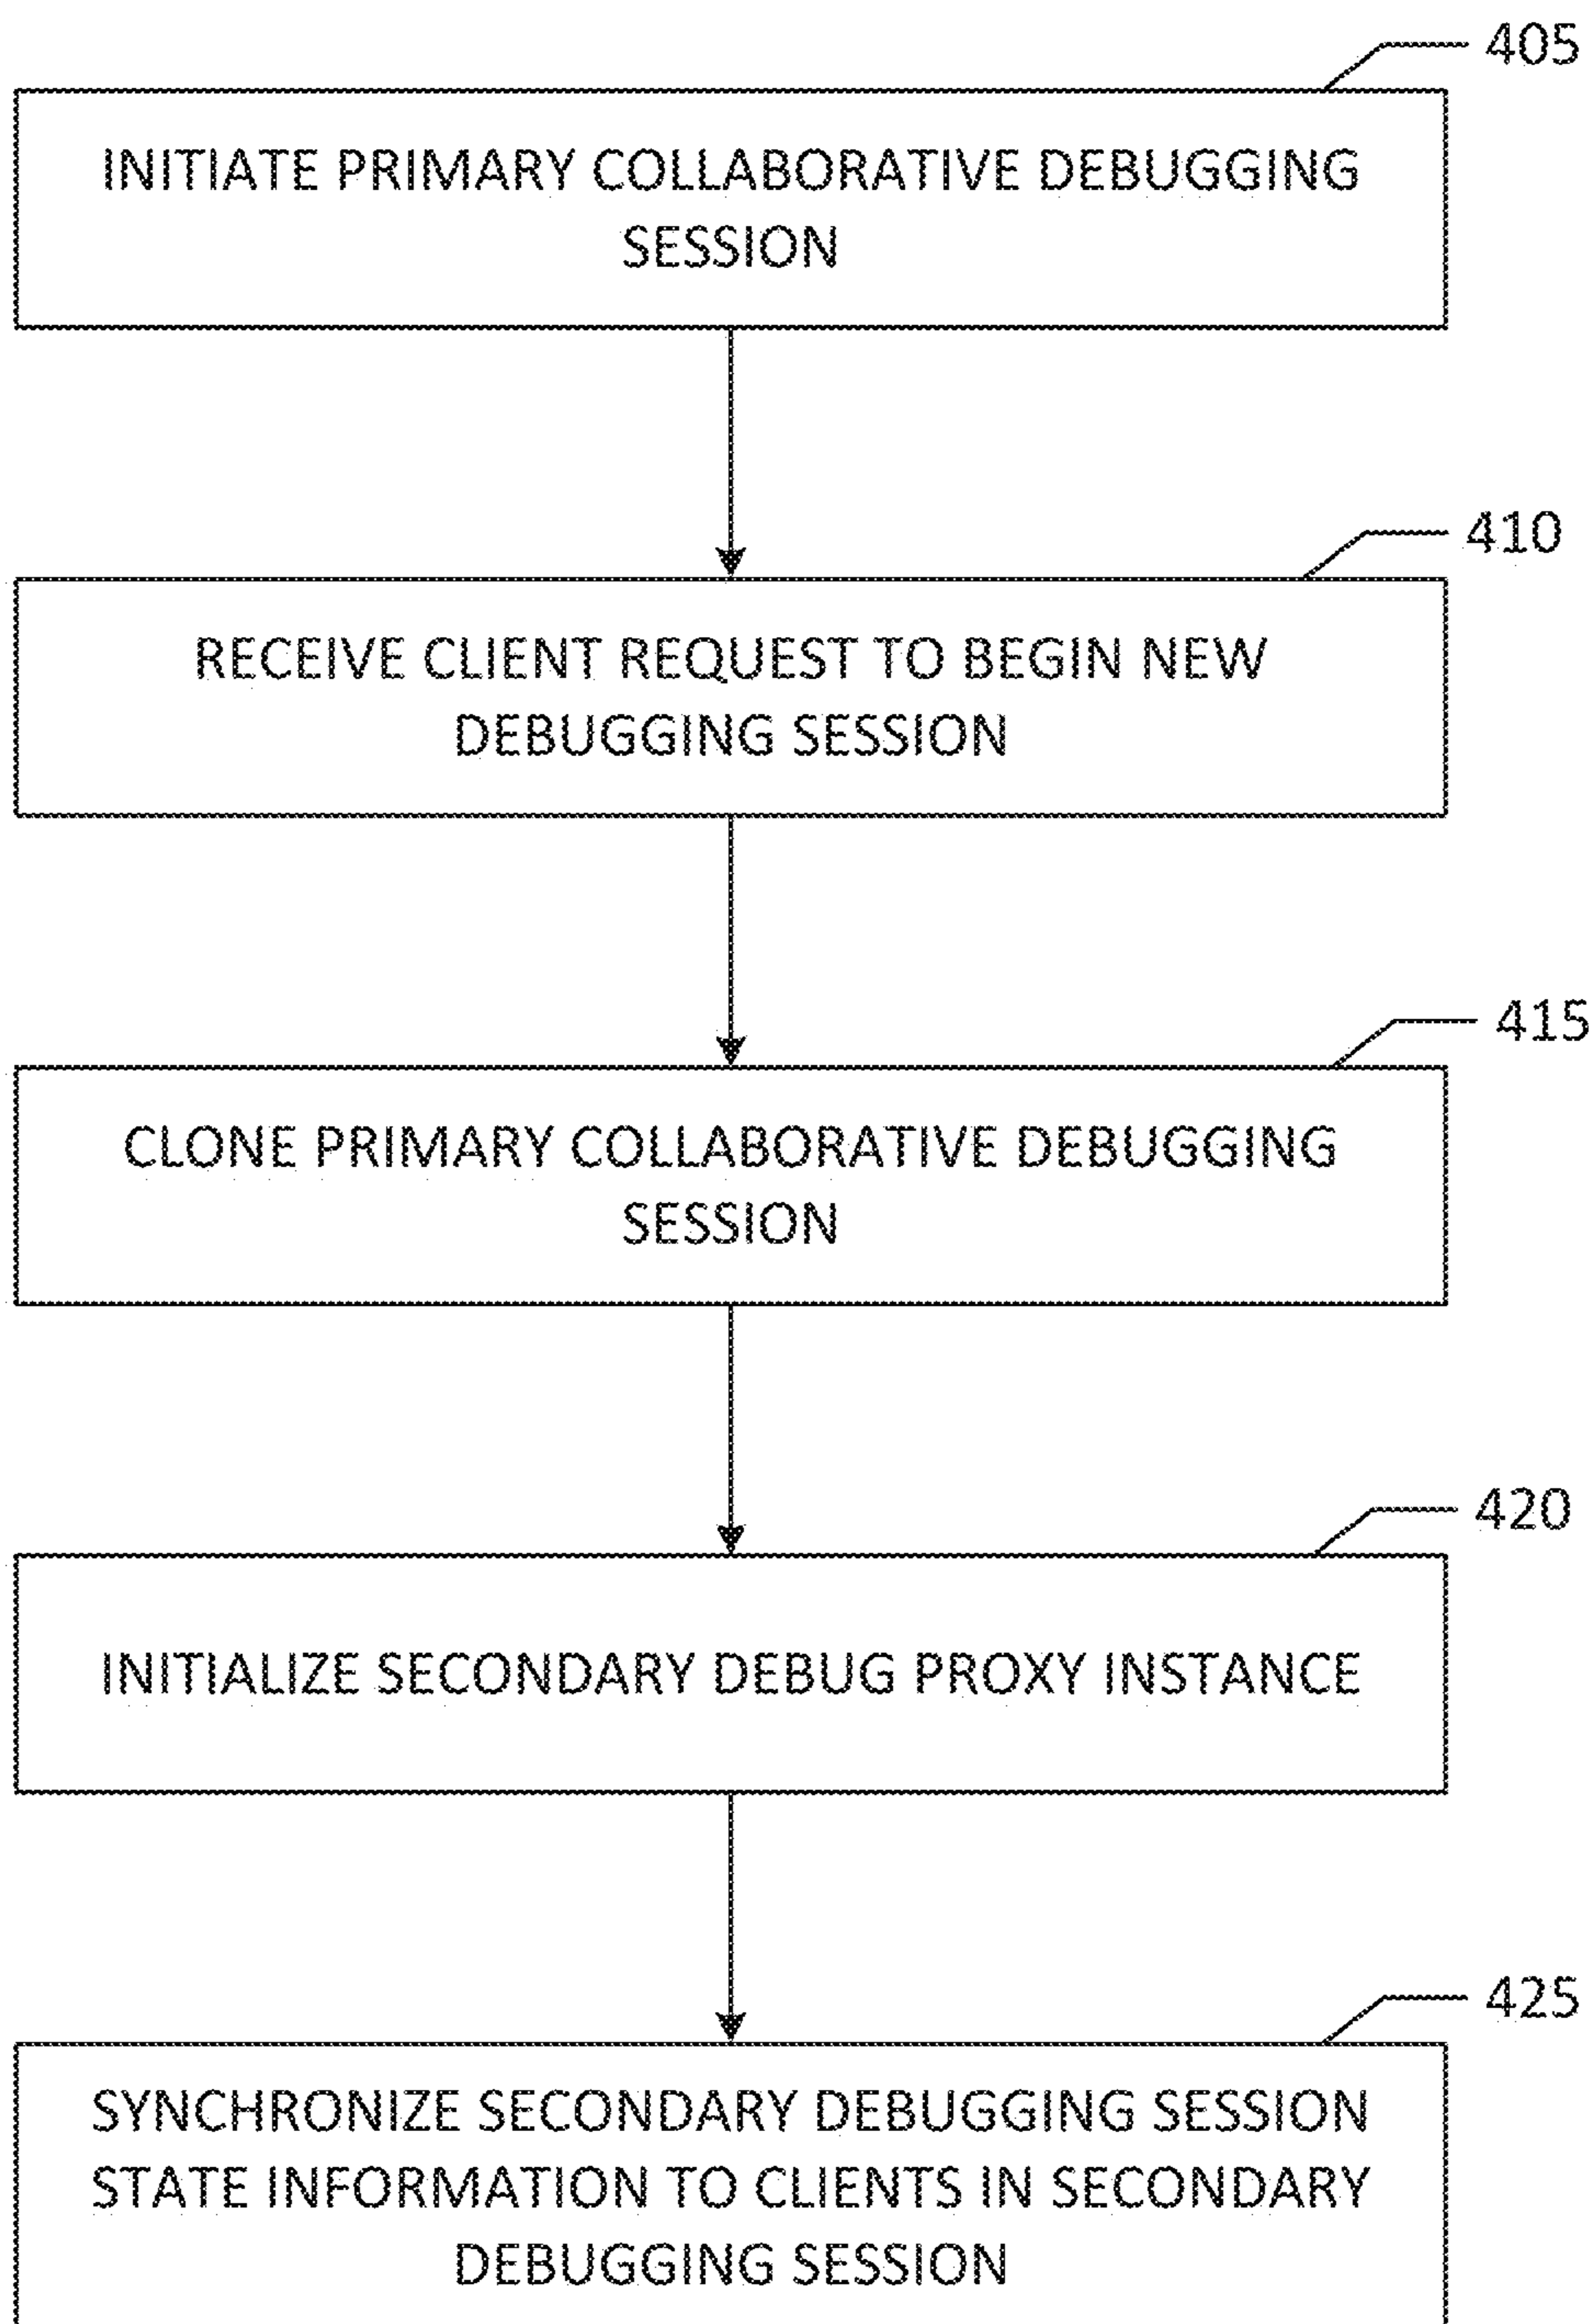 405
INITIATE PRIMARY COLLABORATIVE DEBUGGING
SESSION
410
RECEIVE CLIENT REQUEST TO BEGIN NEW
DEBUGGING SESSION
415
CLONE PRIMARY COLLABORATIVE DEBUGGING
SESSION
420
INITIALIZE SECONDARY DEBUG PROXY INSTANCE
425
SYNCHRONIZE SECONDARY DEBUGGING SESSION
STATE INFORMATION TO CLIENTS IN SECONDARY
DEBUGGING SESSION